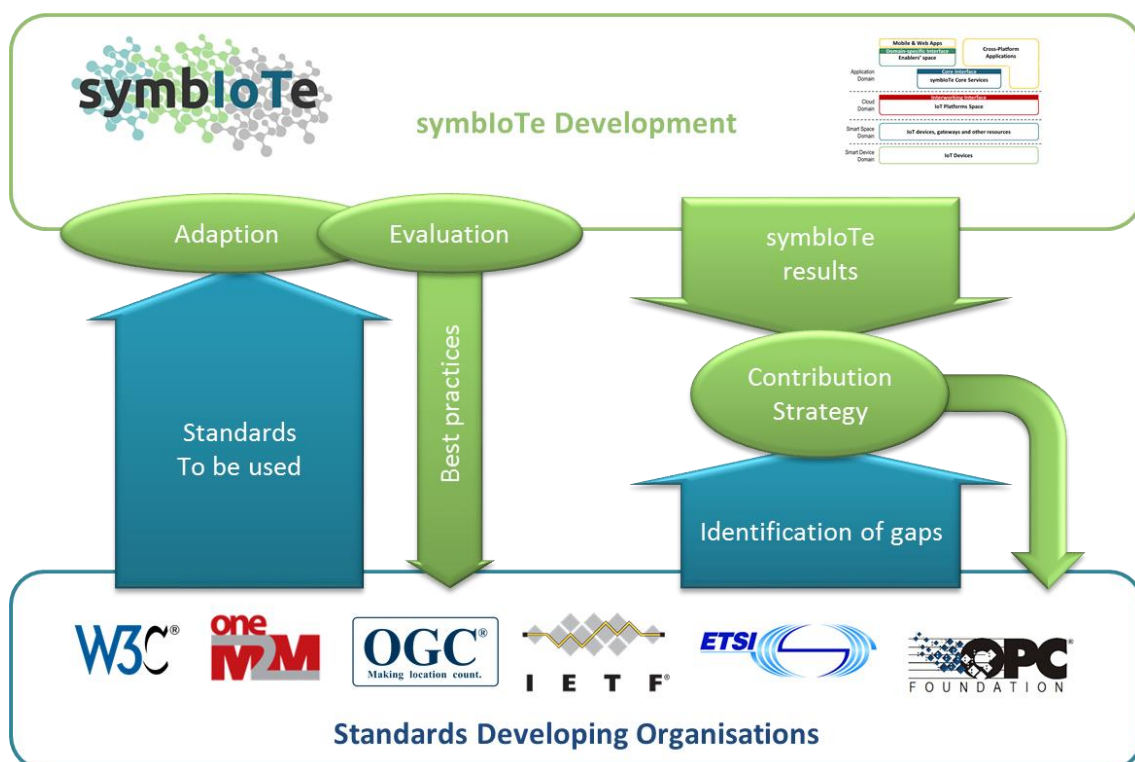 symbIoTe
symbIoTe Development
Mobile & Web Apps
Domain-specific Interface
Enablers' space
Cross-Platform
Applications
Application
Domain
Core Interface
symbIoTe Core Services
Cloud
Domain
Interworking Interface
IoT Platforms Space
Smart Space
Domain
IoT devices, gateways and other resources
Smart Device
Domain
IoT Devices
Adaption
Evaluation
symbIoTe
results
Standards
To be used
Best practices
Contribution
Strategy
Identification of gaps
W3C®
one
M2M
OGC®
Making location count.
IETF®
ETSI
OPC®
FOUNDATION
Standards Developing Organisations